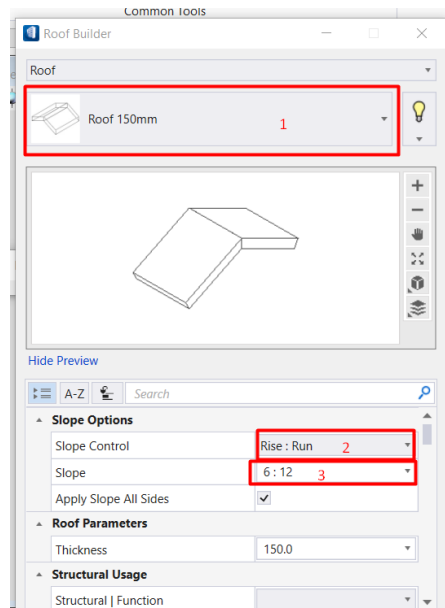 Common Tools
Roof Builder
Roof
Roof 150mm 1
Hide Preview
A-Z Search
Slope Options
Slope Control Rise : Run 2
Slope 6 : 12 3
Apply Slope All Sides
Roof Parameters
Thickness 150.0
Structural Usage
Structural | Function